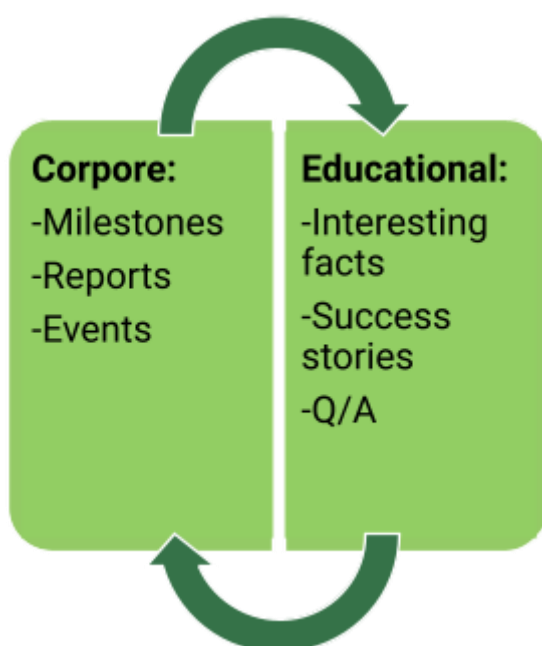 Corpore:
-Milestones
-Reports
-Events
Educational:
-Interesting
facts
-Success
stories
-Q/A